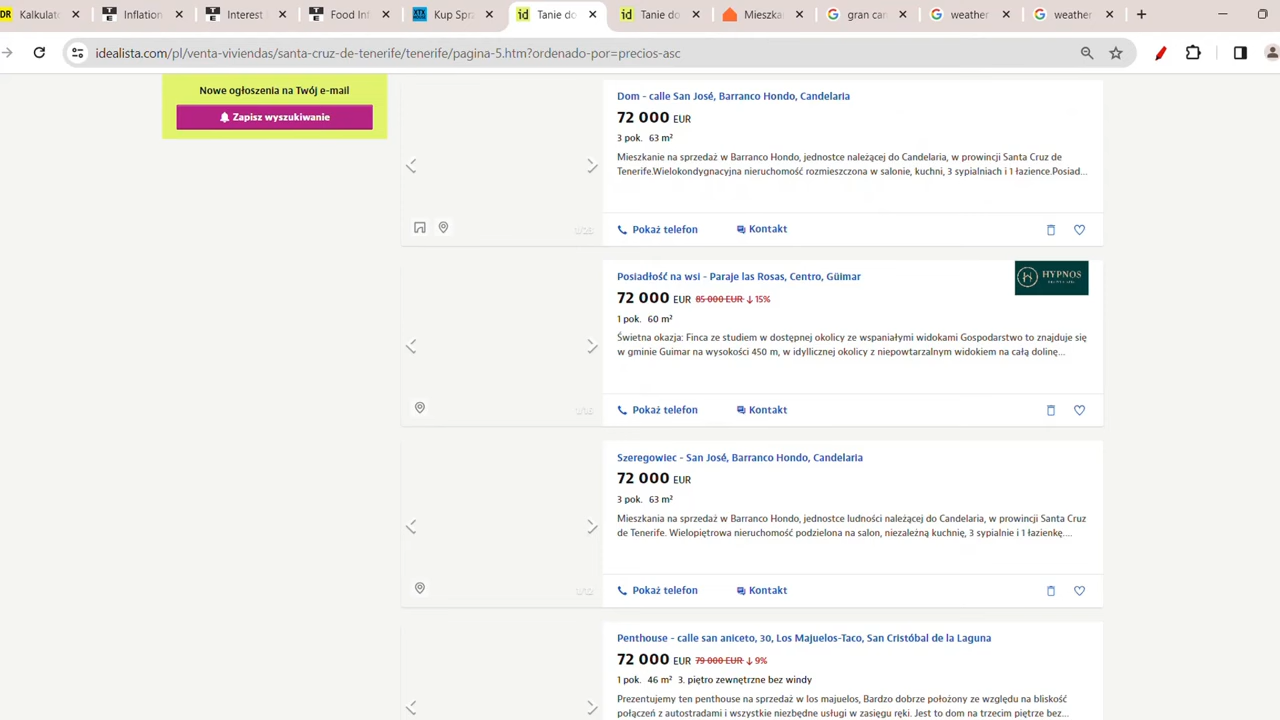 DR Kalkulato
TE Inflation
TE Interest
TE Food Inf
Kup Spra
id Tanie do
id Tanie do
Mieszka
gran can
weather
weather
idealista.com/pl/venta-viviendas/santa-cruz-de-tenerife/tenerife/pagina-5.htm?ordenado-por=precios-asc
Nowe ogłoszenia na Twój e-mail
Zapisz wyszukiwanie
Dom - calle San José, Barranco Hondo, Candelaria
72 000 EUR
3 pok. 63 m²
Mieszkanie na sprzedaż w Barranco Hondo, jednostce należącej do Candelaria, w prowincji Santa Cruz de
Tenerife.Wielokondygnacyjna nieruchomość rozmieszczona w salonie, kuchni, 3 sypialniach i 1 łazience.Posiad...
Pokaż telefon Kontakt
Posiadłość na wsi - Paraje las Rosas, Centro, Güimar
HYPNOS
72 000 EUR 85 000 EUR ↓ 15%
1 pok. 60 m²
Świetna okazja: Finca ze studiem w dostępnej okolicy ze wspaniałymi widokami Gospodarstwo to znajduje się
w gminie Guimar na wysokości 450 m, w idyllicznej okolicy z niepowtarzalnym widokiem na całą dolinę...
Pokaż telefon Kontakt
Szeregowiec - San José, Barranco Hondo, Candelaria
72 000 EUR
3 pok. 63 m²
Mieszkania na sprzedaż w Barranco Hondo, jednostce ludności należącej do Candelaria, w prowincji Santa Cruz
de Tenerife. Wielopiętrowa nieruchomość podzielona na salon, niezależną kuchnię, 3 sypialnie i 1 łazienkę....
Pokaż telefon Kontakt
Penthouse - calle san aniceto, 30, Los Majuelos-Taco, San Cristóbal de la Laguna
72 000 EUR 79 000 EUR ↓ 9%
1 pok. 46 m² 3. piętro zewnętrzne bez windy
Prezentujemy ten penthouse na sprzedaż w los majuelos, Bardzo dobrze położony ze względu na bliskość
połączeń z autostradami i wszystkie niezbędne usługi w zasięgu ręki. Jest to dom na trzecim piętrze bez...